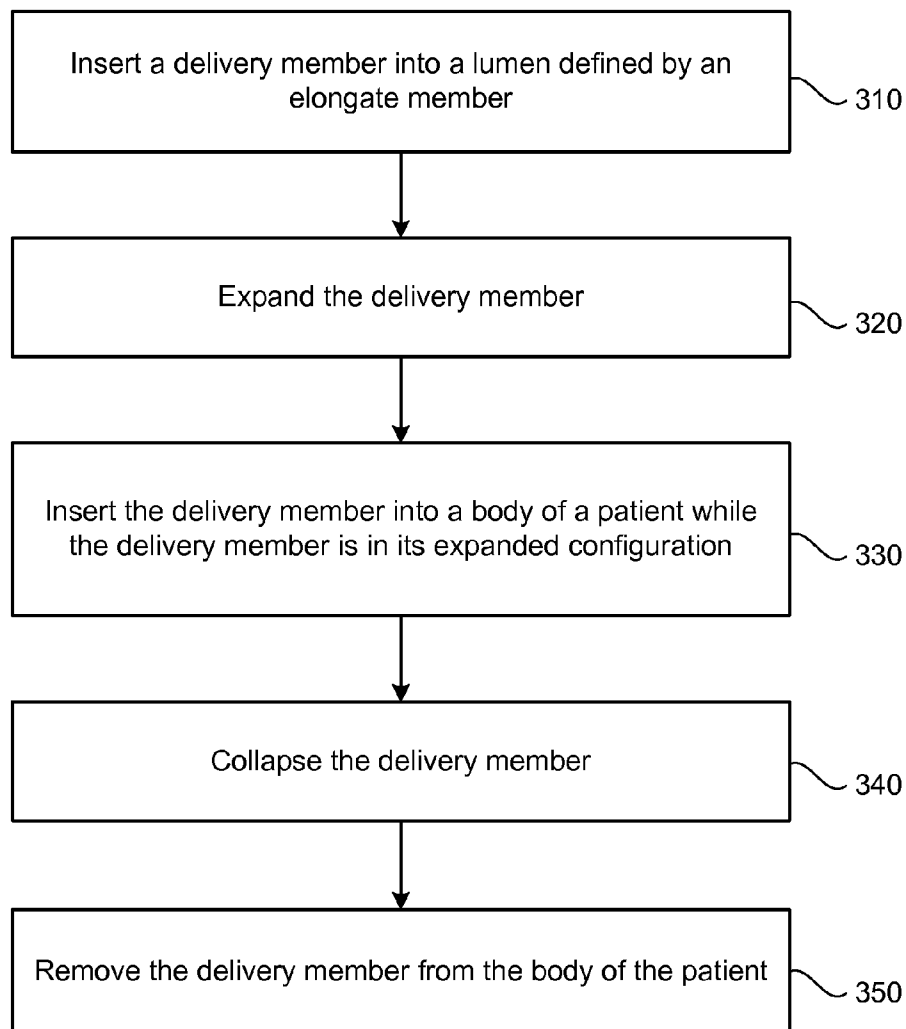 Insert a delivery member into a lumen defined by an
elongate member
310
Expand the delivery member
320
Insert the delivery member into a body of a patient while
the delivery member is in its expanded configuration
330
Collapse the delivery member
340
Remove the delivery member from the body of the patient
350